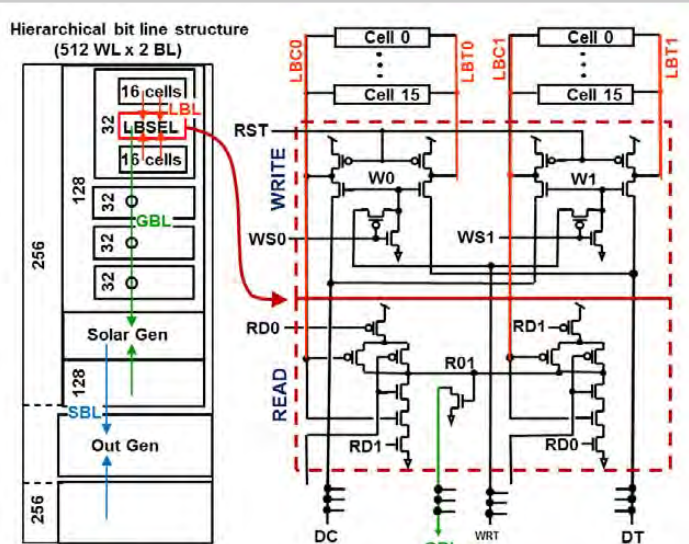 Hierarchical bit line structure
(512 WL x 2 BL)
16 cells
LBL
32
LBSEL
16 cells
128
32
32
GBL
32
256
Solar Gen
128
SBL
Out Gen
256
LBC0
Cell 0
LBT0
Cell 15
LBC1
Cell 0
LBT1
Cell 15
RST
WRITE
W0
W1
WS0
WS1
RD0
RD1
READ
R01
RD1
RD0
DC
WRT
DT